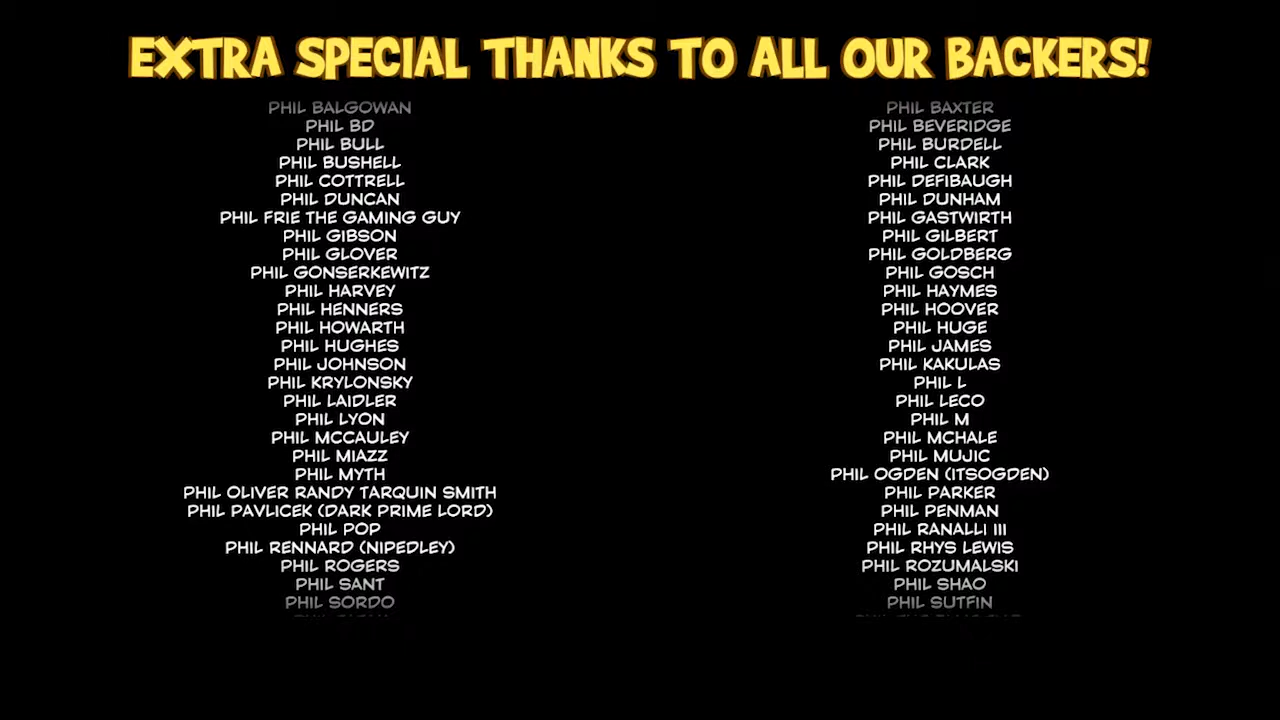 EXTRA SPECIAL THANKS TO ALL OUR BACKERS!
PHIL BALGOWAN
PHIL BD
PHIL BULL
PHIL BUSHELL
PHIL COTTRELL
PHIL DUNCAN
PHIL FRIE THE GAMING GUY
PHIL GIBSON
PHIL GLOVER
PHIL GONSERKEWITZ
PHIL HARVEY
PHIL HENNERS
PHIL HOWARTH
PHIL HUGHES
PHIL JOHNSON
PHIL KRYLONSKY
PHIL LAIDLER
PHIL LYON
PHIL MCCAULEY
PHIL MIAZZ
PHIL MYTH
PHIL OLIVER RANDY TARQUIN SMITH
PHIL PAVLICEK (DARK PRIME LORD)
PHIL POP
PHIL RENNARD (NIPEDLEY)
PHIL ROGERS
PHIL SANT
PHIL SORDO
PHIL BAXTER
PHIL BEVERIDGE
PHIL BURDELL
PHIL CLARK
PHIL DEFIBAUGH
PHIL DUNHAM
PHIL GASTWIRTH
PHIL GILBERT
PHIL GOLDBERG
PHIL GOSCH
PHIL HAYMES
PHIL HOOVER
PHIL HUGE
PHIL JAMES
PHIL KAKULAS
PHIL L
PHIL LECO
PHIL M
PHIL MCHALE
PHIL MUJIC
PHIL OGDEN (ITSOGDEN)
PHIL PARKER
PHIL PENMAN
PHIL RANALLI III
PHIL RHYS LEWIS
PHIL ROZUMALSKI
PHIL SHAO
PHIL SUTFIN